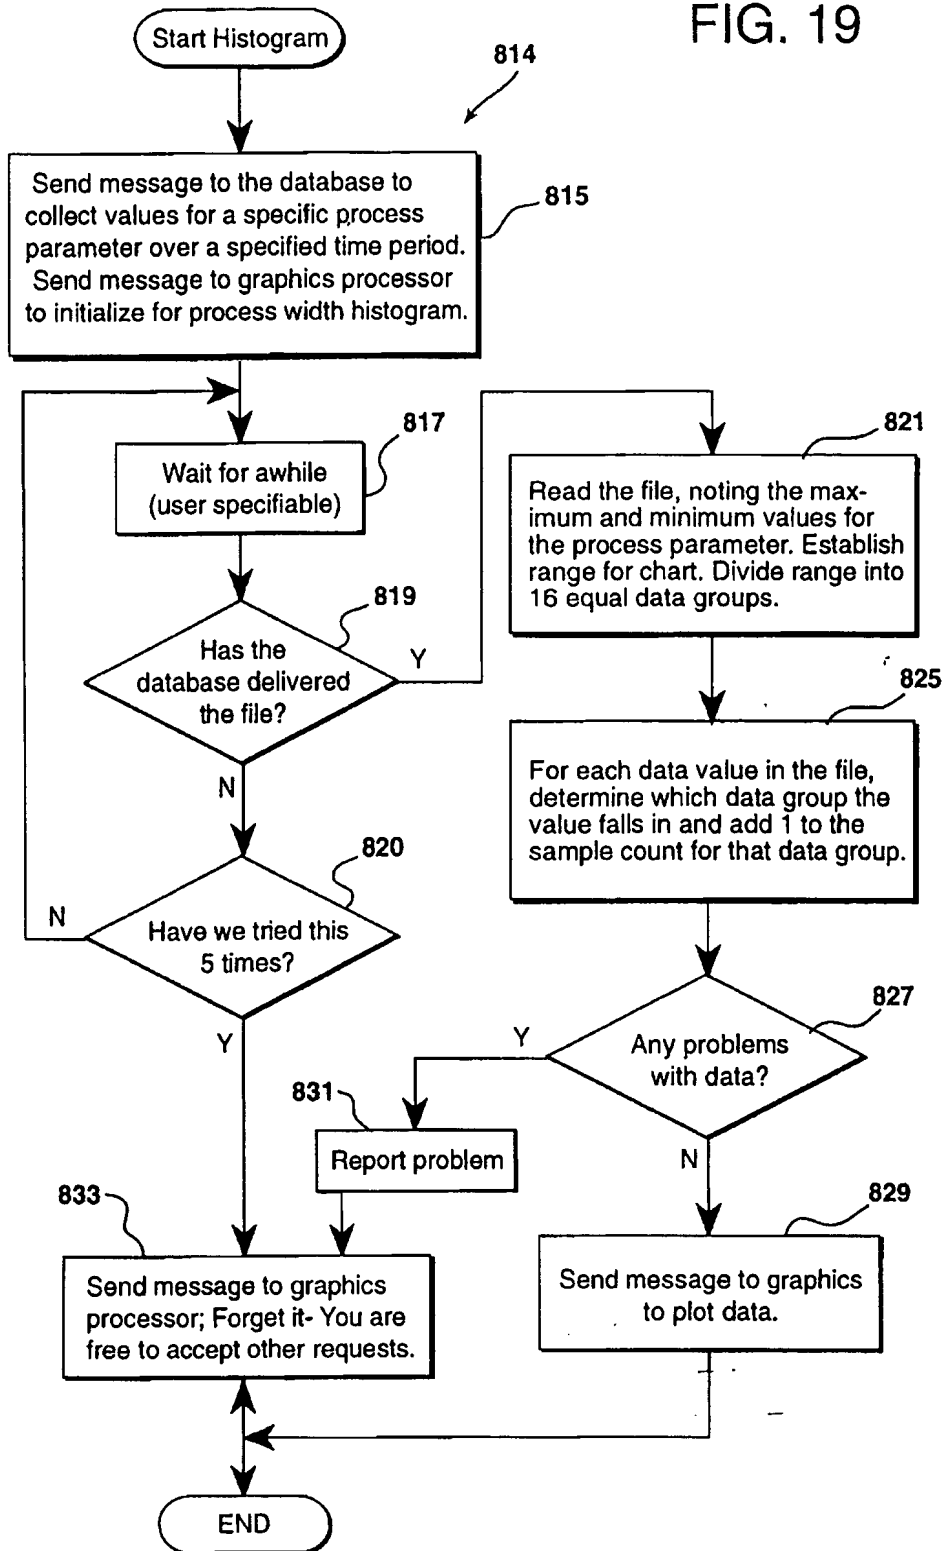 FIG. 19
Start Histogram
814
Send message to the database to
collect values for a specific process
parameter over a specified time period.
Send message to graphics processor
to initialize for process width histogram.
815
Wait for awhile
(user specifiable)
817
Has the
database delivered
the file?
819
Y
N
Have we tried this
5 times?
820
N
Y
821
Read the file, noting the max-
imum and minimum values for
the process parameter. Establish
range for chart. Divide range into
16 equal data groups.
825
For each data value in the file,
determine which data group the
value falls in and add 1 to the
sample count for that data group.
827
Any problems
with data?
Y
N
831
Report problem
833
Send message to graphics
processor; Forget it- You are
free to accept other requests.
829
Send message to graphics
to plot data.
END